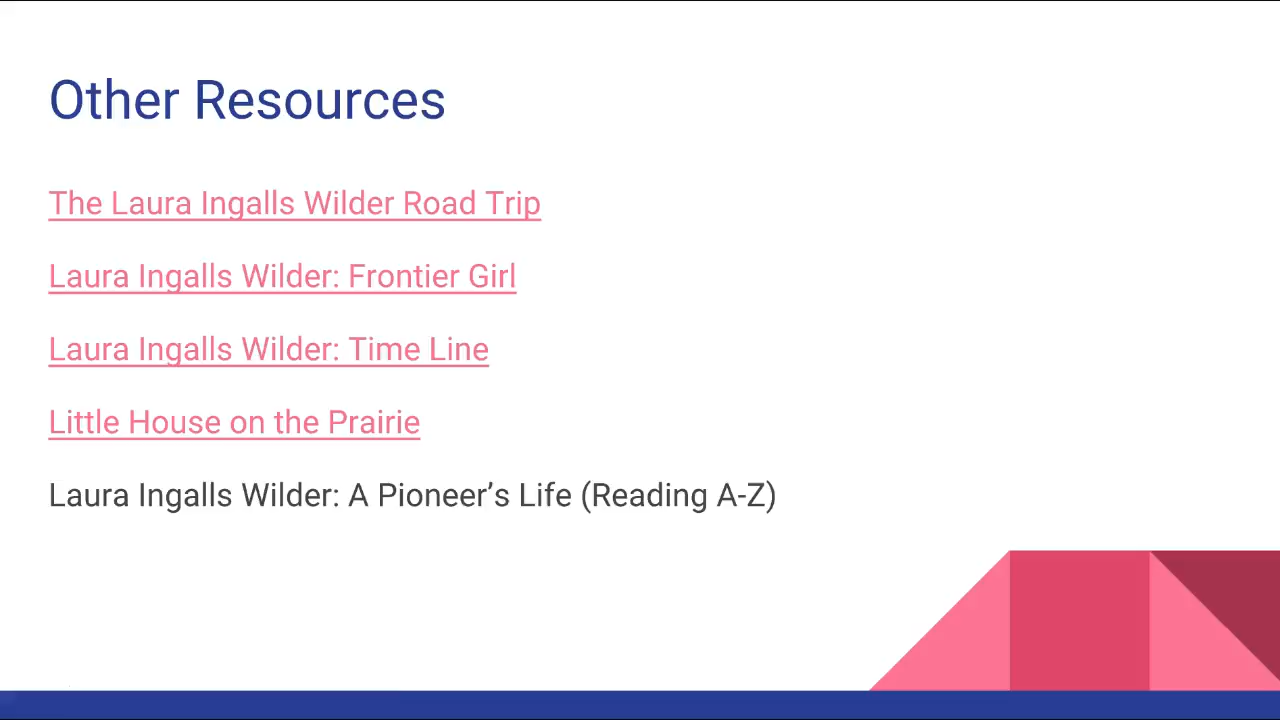 Other Resources
The Laura Ingalls Wilder Road Trip
Laura Ingalls Wilder: Frontier Girl
Laura Ingalls Wilder: Time Line
Little House on the Prairie
Laura Ingalls Wilder: A Pioneer’s Life (Reading A-Z)